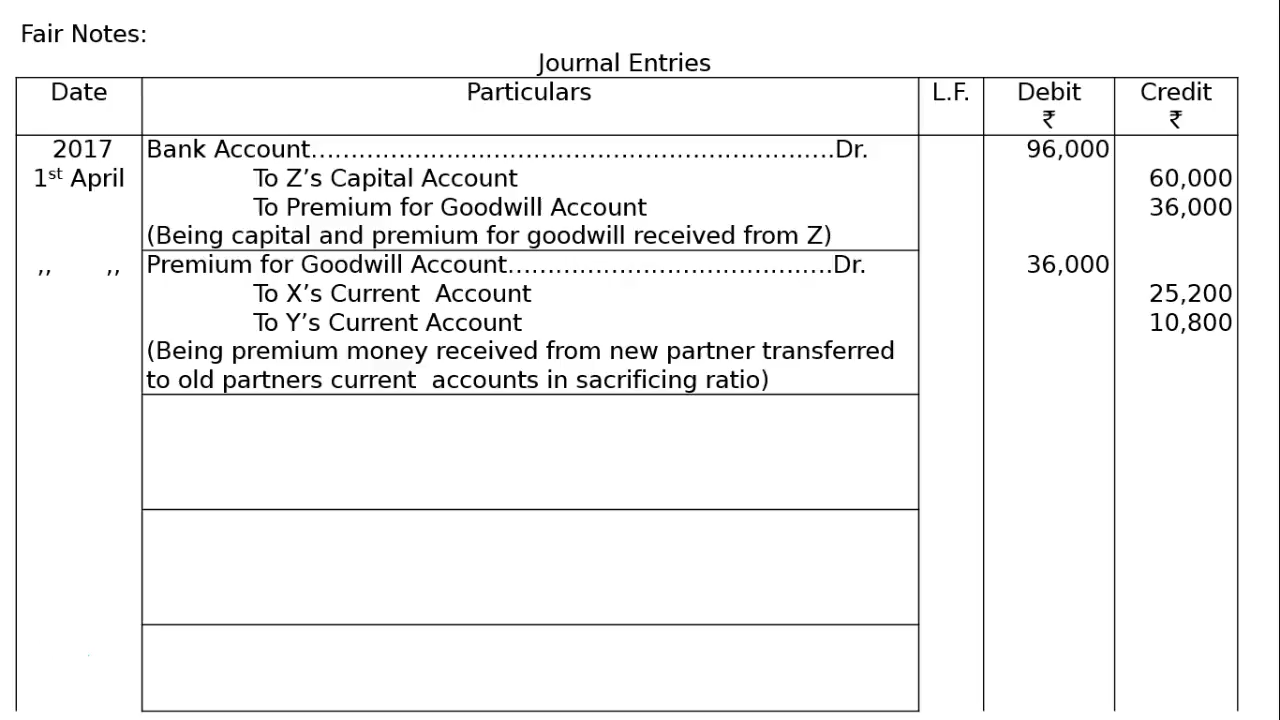 Fair Notes:
Journal Entries
Date Particulars L.F. Debit Credit
₹ ₹
2017 Bank Account................................................................Dr. 96,000
1st April To Z’s Capital Account 60,000
To Premium for Goodwill Account 36,000
(Being capital and premium for goodwill received from Z)
,, ,, Premium for Goodwill Account........................................Dr. 36,000
To X’s Current  Account 25,200
To Y’s Current Account 10,800
(Being premium money received from new partner transferred
to old partners current  accounts in sacrificing ratio)